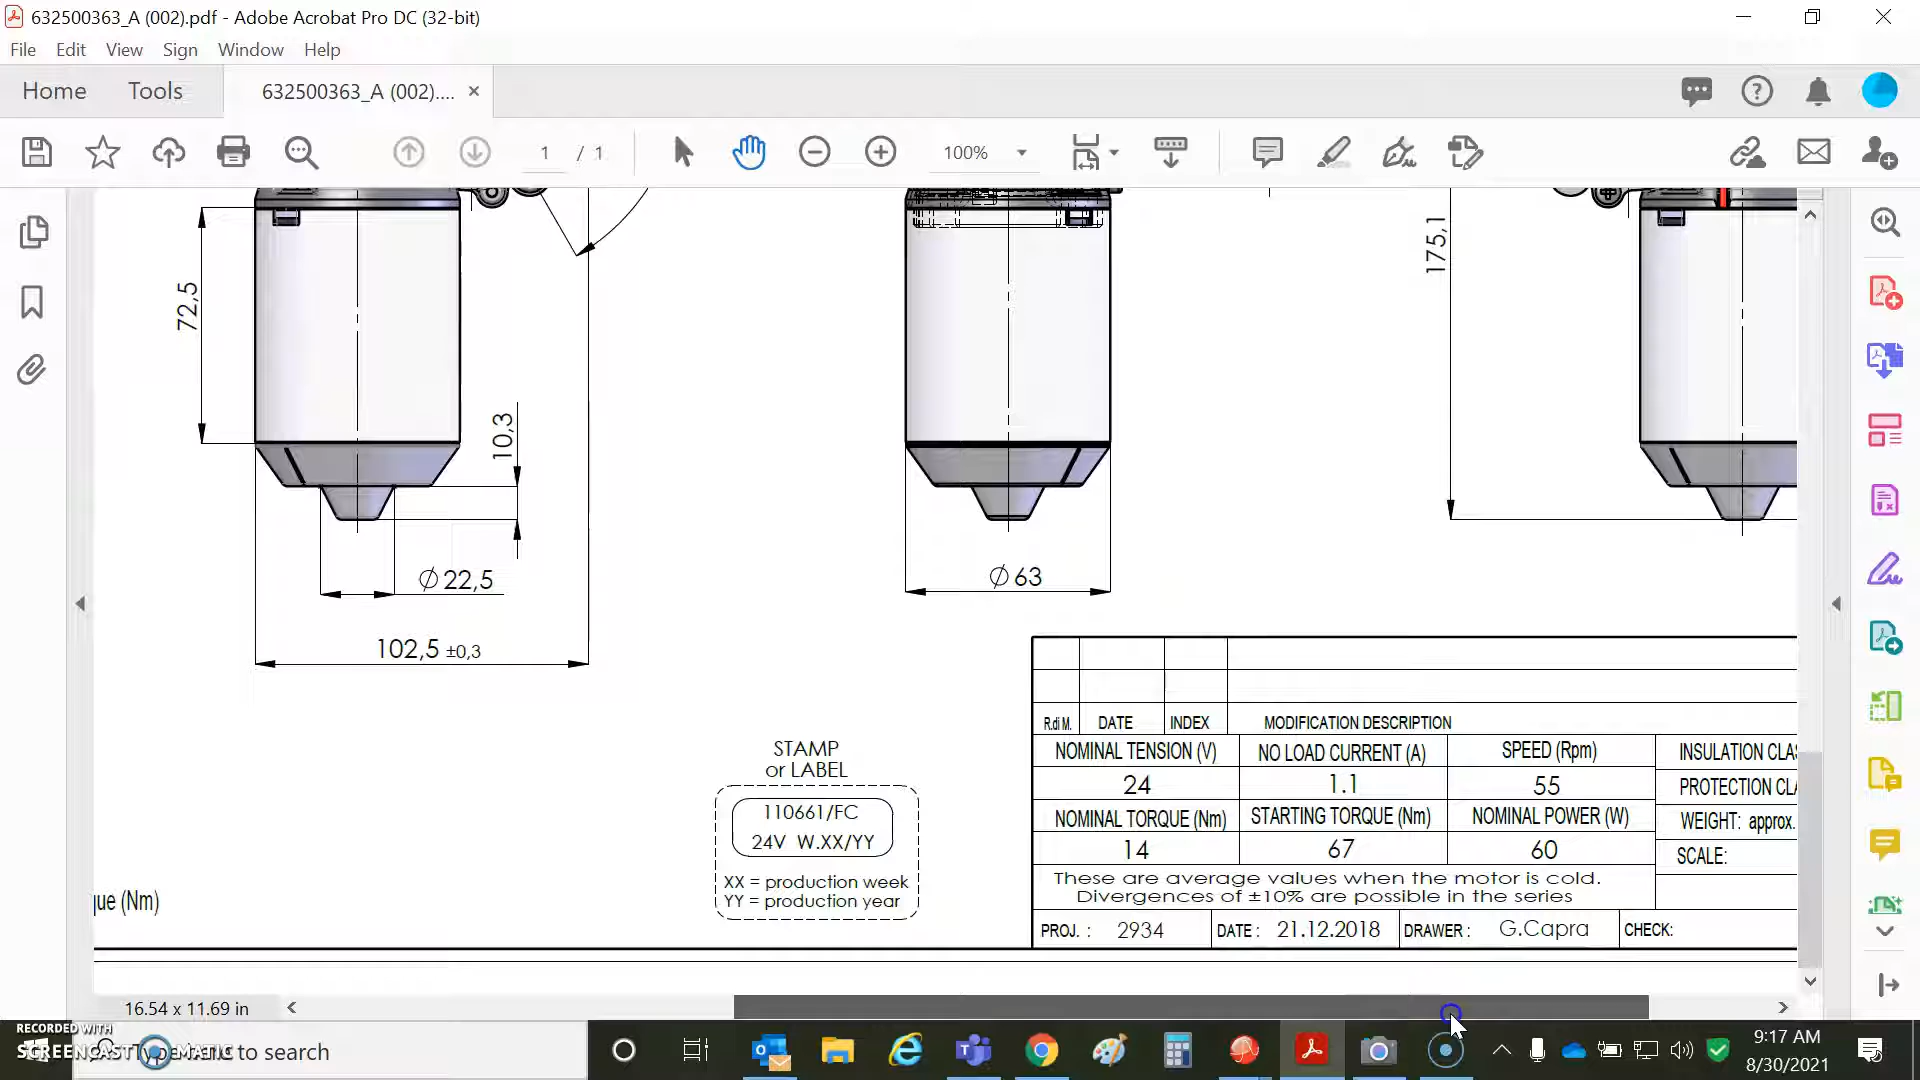 632500363_A (002).pdf - Adobe Acrobat Pro DC (32-bit)
File Edit View Sign Window Help
Home Tools 632500363_A (002)....
1 / 1 100%
72,5
10,3
Ø 22,5
102,5 ±0,3
Ø 63
175,1
STAMP
or LABEL
110661/FC
24V W.XX/YY
XX = production week
YY = production year
que (Nm)
R.di M. DATE INDEX MODIFICATION DESCRIPTION
NOMINAL TENSION (V) NO LOAD CURRENT (A) SPEED (Rpm) INSULATION CLAS
24 1.1 55 PROTECTION CLA
NOMINAL TORQUE (Nm) STARTING TORQUE (Nm) NOMINAL POWER (W) WEIGHT: approx.
14 67 60 SCALE:
These are average values when the motor is cold.
Divergences of ±10% are possible in the series
PROJ. : 2934 DATE : 21.12.2018 DRAWER : G.Capra CHECK:
16.54 x 11.69 in
RECORDED WITH
SCREENCAST MATIC
Type here to search
9:17 AM
8/30/2021